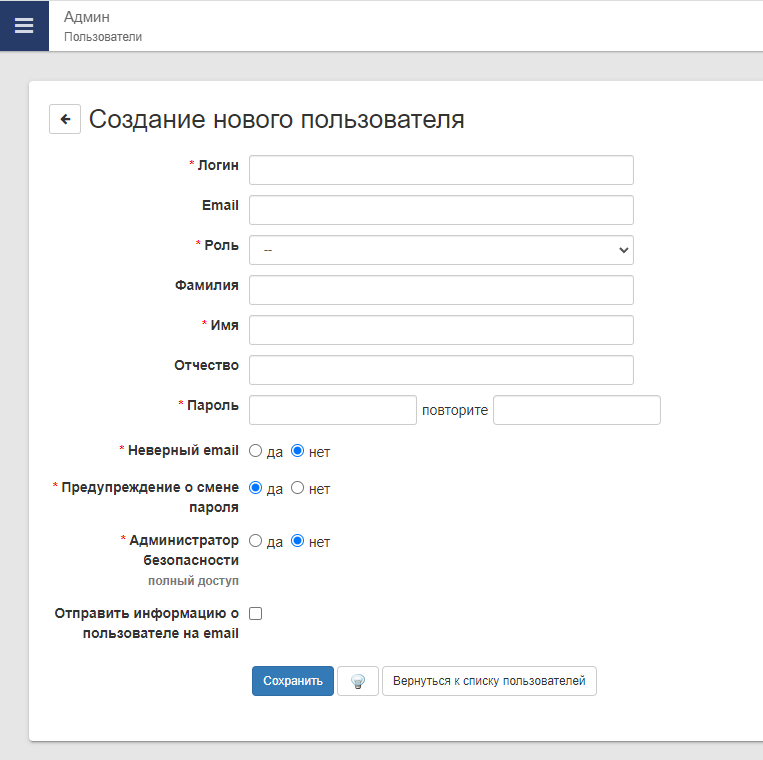 Админ
Пользователи
Создание нового пользователя
* Логин
Email
* Роль --
Фамилия
* Имя
Отчество
* Пароль повторите
* Неверный email да нет
* Предупреждение о смене
пароля
да нет
* Администратор
безопасности
полный доступ
да нет
Отправить информацию о
пользователе на email
Сохранить Вернуться к списку пользователей